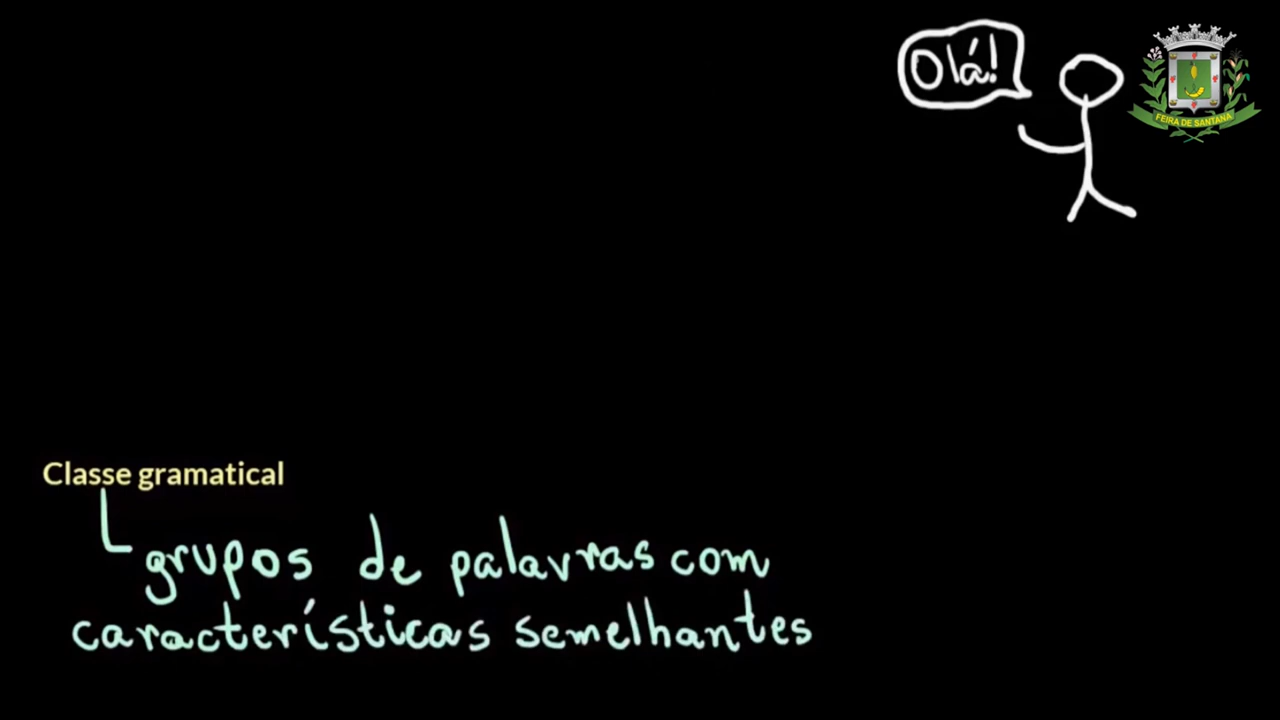 Olá!
FEIRA DE SANTANA
Classe gramatical
grupos de palavras com
características semelhantes